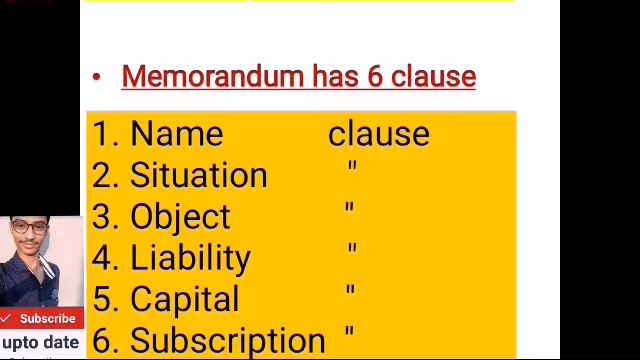 • Memorandum has 6 clause
1. Name clause
2. Situation "
3. Object "
4. Liability "
5. Capital "
6. Subscription "
Subscribe
upto date